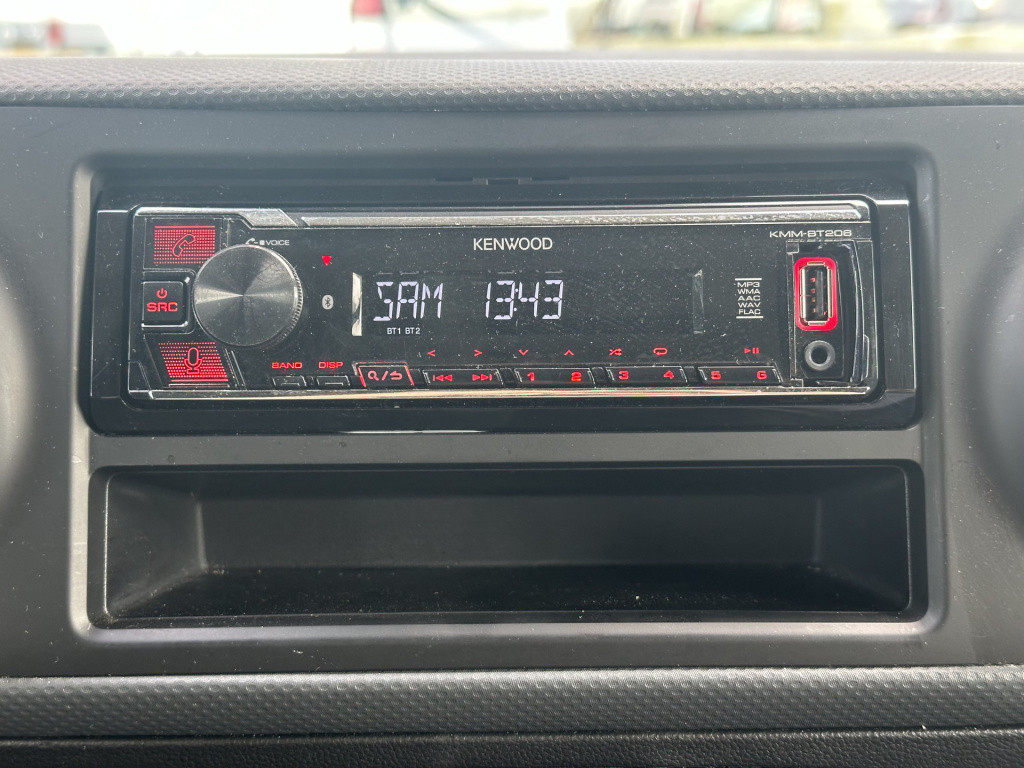 KENWOOD
KMM-BT206
VOICE
SRC
SAM 13:43
BT1 BT2
MP3
WMA
AAC
WAV
FLAC
BAND DISP
1 2 3 4 5 6